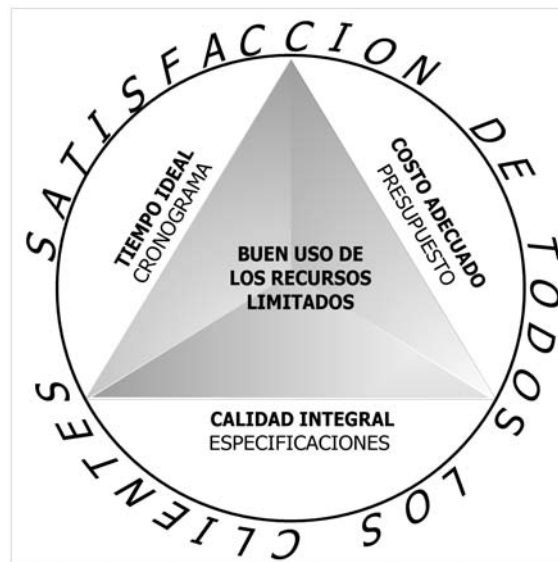 SATISFACCION DE TODOS LOS CLIENTES
TIEMPO IDEAL
CRONOGRAMA
COSTO ADECUADO
PRESUPUESTO
BUEN USO DE
LOS RECURSOS
LIMITADOS
CALIDAD INTEGRAL
ESPECIFICACIONES